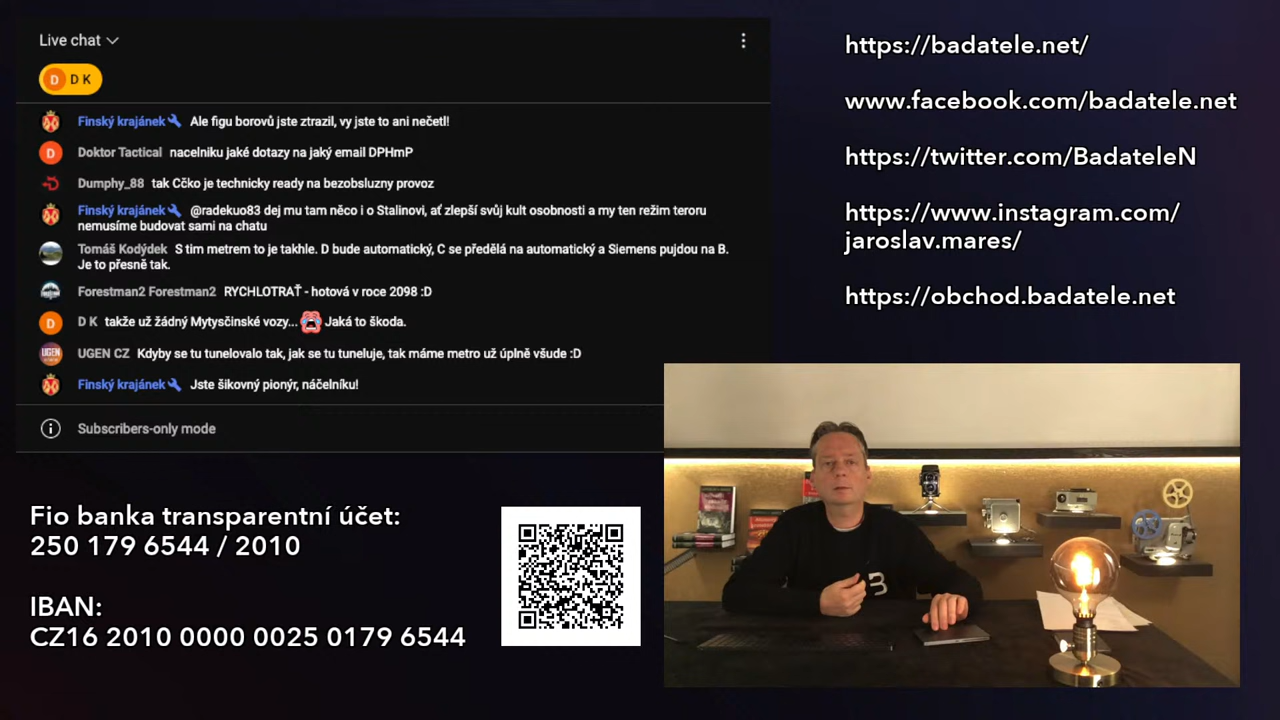 Live chat
D D K
Finský krajánek Ale figu borovů jste ztrazil, vy jste to ani nečetl!
D Doktor Tactical nacelniku jaké dotazy na jaký email DPHmP
Dumphy_88 tak Cčko je technicky ready na bezobsluzny provoz
Finský krajánek @radekuo83 dej mu tam něco i o Stalinovi, ať zlepší svůj kult osobnosti a my ten režim teroru
nemusíme budovat sami na chatu
Tomáš Kodýdek S tim metrem to je takhle. D bude automatický, C se předělá na automatický a Siemens pujdou na B.
Je to přesně tak.
Forestman2 Forestman2 RYCHLOTRAŤ - hotová v roce 2098 :D
D D K takže už žádný Mytysčinské vozy... Jaká to škoda.
UGEN UGEN CZ Kdyby se tu tunelovalo tak, jak se tu tuneluje, tak máme metro už úplně všude :D
Finský krajánek Jste šikovný pionýr, náčelníku!
Subscribers-only mode
https://badatele.net/
www.facebook.com/badatele.net
https://twitter.com/BadateleN
https://www.instagram.com/
jaroslav.mares/
https://obchod.badatele.net
Fio banka transparentní účet:
250 179 6544 / 2010
IBAN:
CZ16 2010 0000 0025 0179 6544